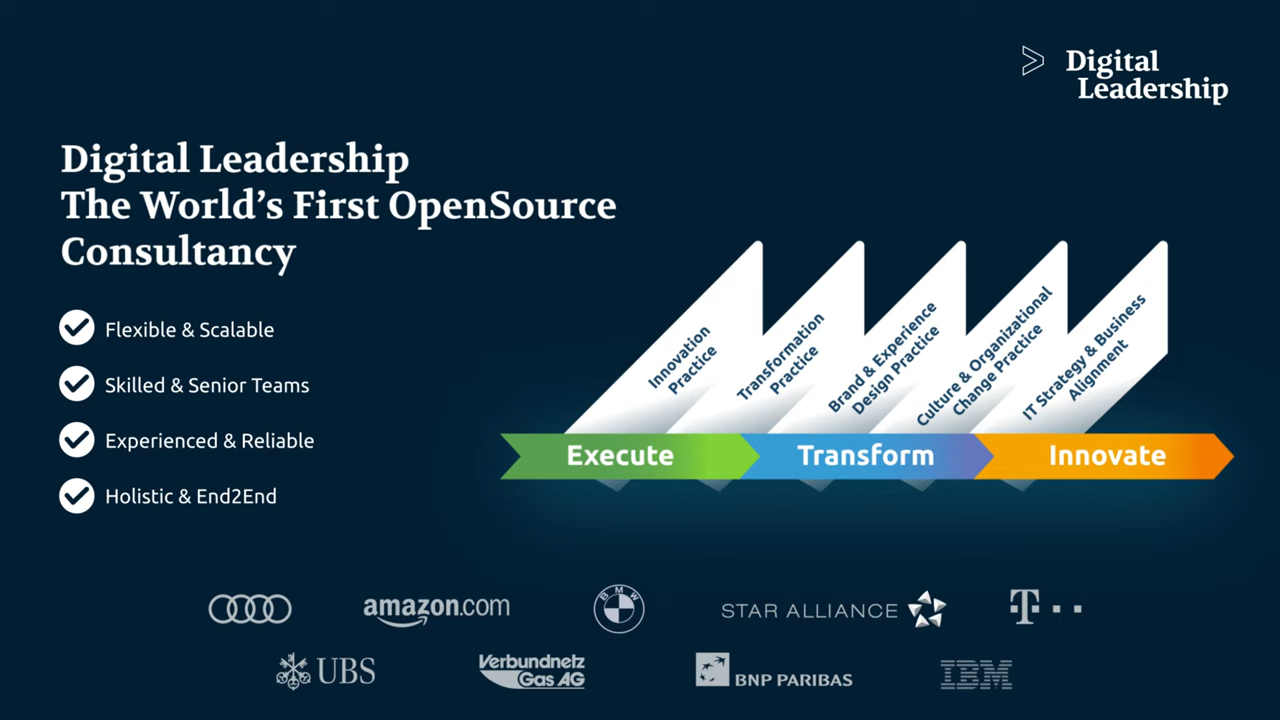 Digital
Leadership
Digital Leadership
The World's First OpenSource
Consultancy
Flexible & Scalable
Skilled & Senior Teams
Experienced & Reliable
Holistic & End2End
Innovation
Practice
Transformation
Practice
Brand & Experience
Design Practice
Culture & Organizational
Change Practice
IT Strategy & Business
Alignment
Execute
Transform
Innovate
amazon.com
BMW
STAR ALLIANCE
T··
UBS
Verbundnetz
Gas AG
BNP PARIBAS
IBM